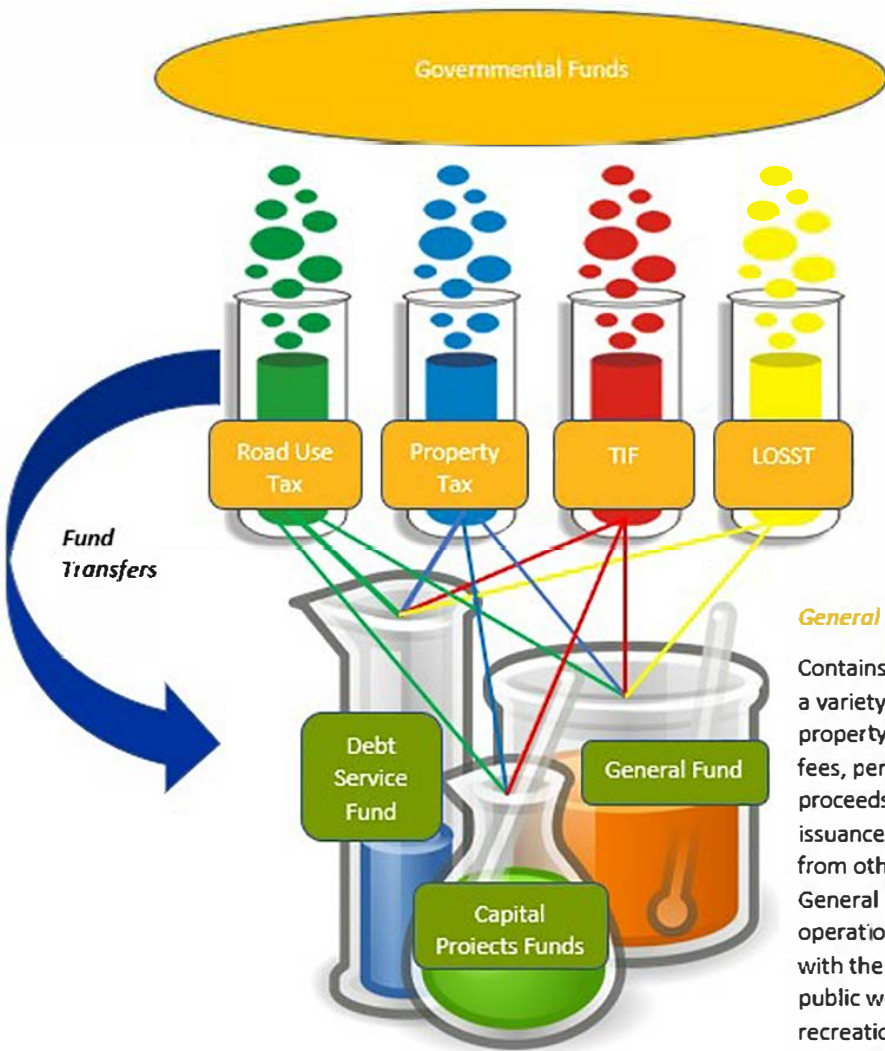 Governmental Funds
Road Use
Tax
Property
Tax
TIF
LOSST
Fund
Transfers
Debt
Service
Fund
General Fund
Capital
Projects Funds
General
Contains
a variety
property
fees, per
proceeds
issuance
from oth
General
operation
with the
public w
recreatio